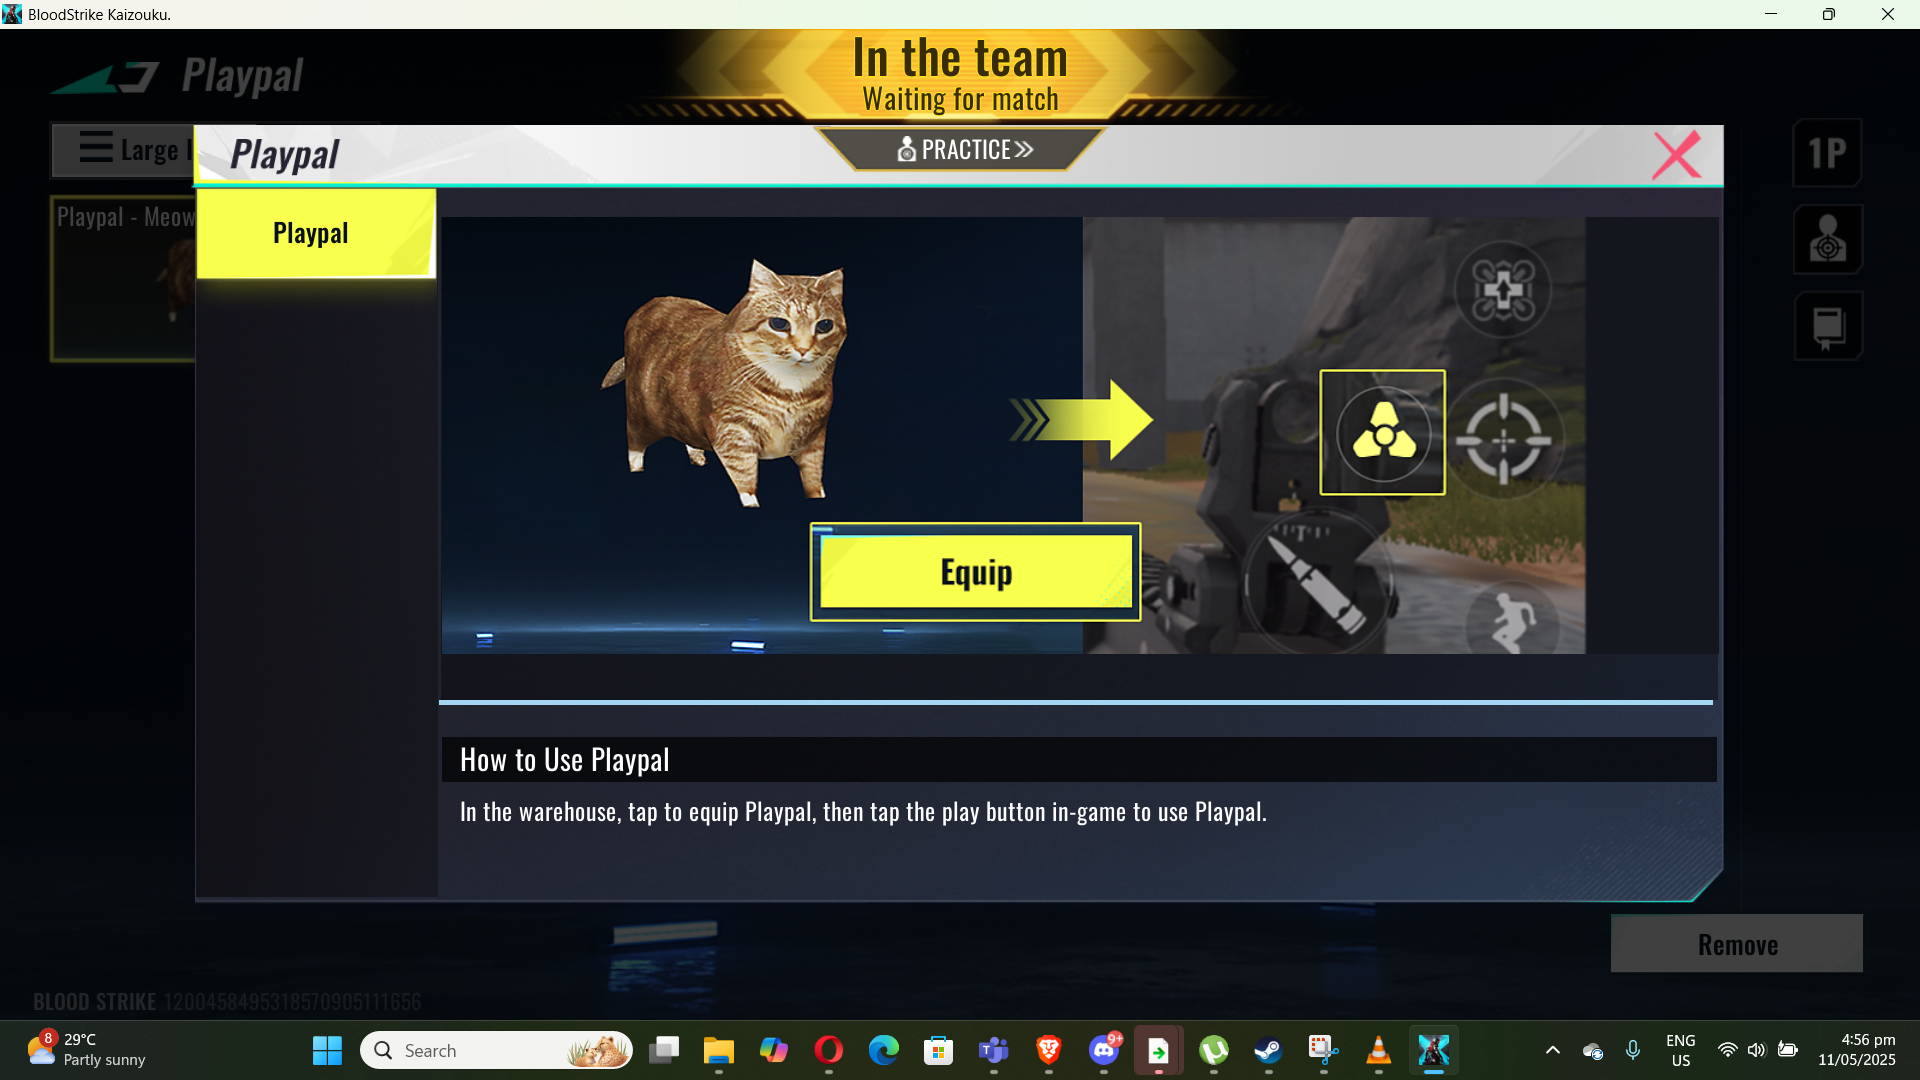 BloodStrike Kaizouku.
In the team
Waiting for match
Playpal
PRACTICE
1P
Large
Playpal
Playpal - Meow
Playpal
Equip
How to Use Playpal
In the warehouse, tap to equip Playpal, then tap the play button in-game to use Playpal.
Remove
BLOOD STRIKE 1200458495318570905111656
8
29°C
Partly sunny
Search
9+
ENG
US
4:56 pm
11/05/2025